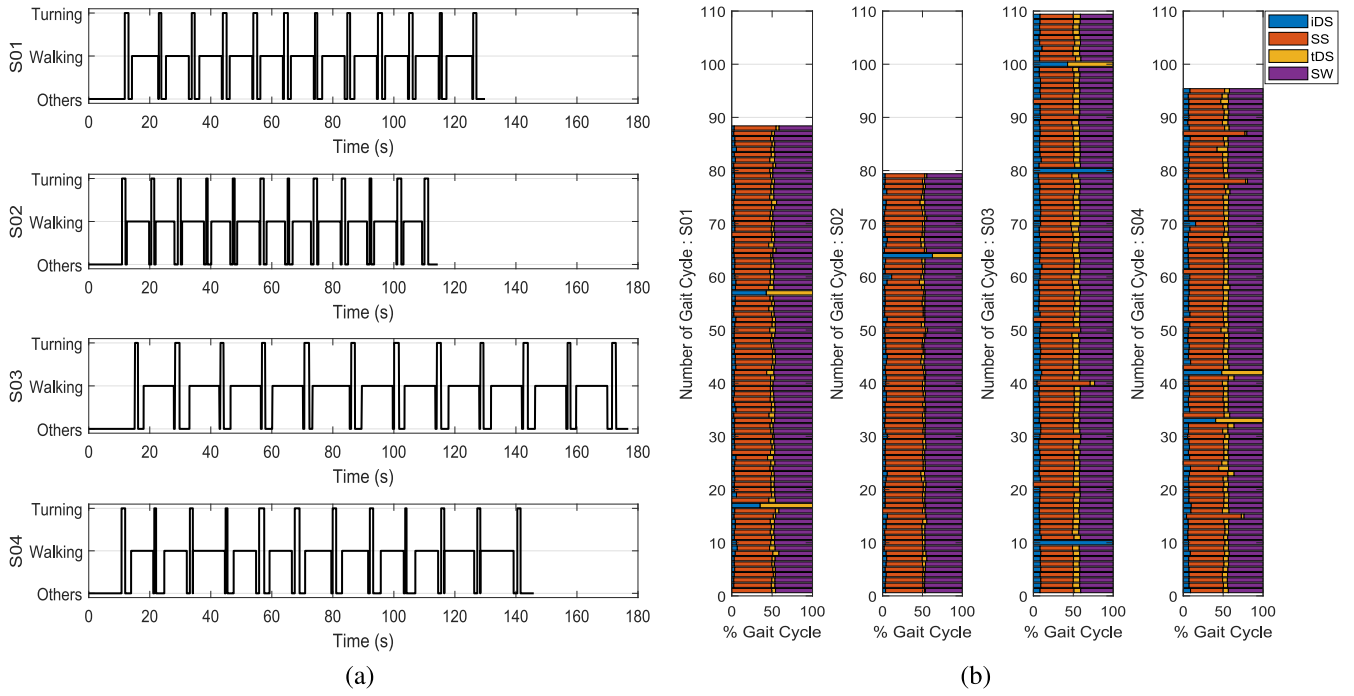 S01
Turning
Walking
Others
0 20 40 60 80 100 120 140 160 180
Time (s)
S02
Turning
Walking
Others
0 20 40 60 80 100 120 140 160 180
Time (s)
S03
Turning
Walking
Others
0 20 40 60 80 100 120 140 160 180
Time (s)
S04
Turning
Walking
Others
0 20 40 60 80 100 120 140 160 180
Time (s)
(a)
Number of Gait Cycle : S01
110
100
90
80
70
60
50
40
30
20
10
0
0 50 100
% Gait Cycle
Number of Gait Cycle : S02
110
100
90
80
70
60
50
40
30
20
10
0
0 50 100
% Gait Cycle
Number of Gait Cycle : S03
110
100
90
80
70
60
50
40
30
20
10
0
0 50 100
% Gait Cycle
Number of Gait Cycle : S04
110
100
90
80
70
60
50
40
30
20
10
0
0 50 100
% Gait Cycle
iDS
SS
tDS
SW
(b)